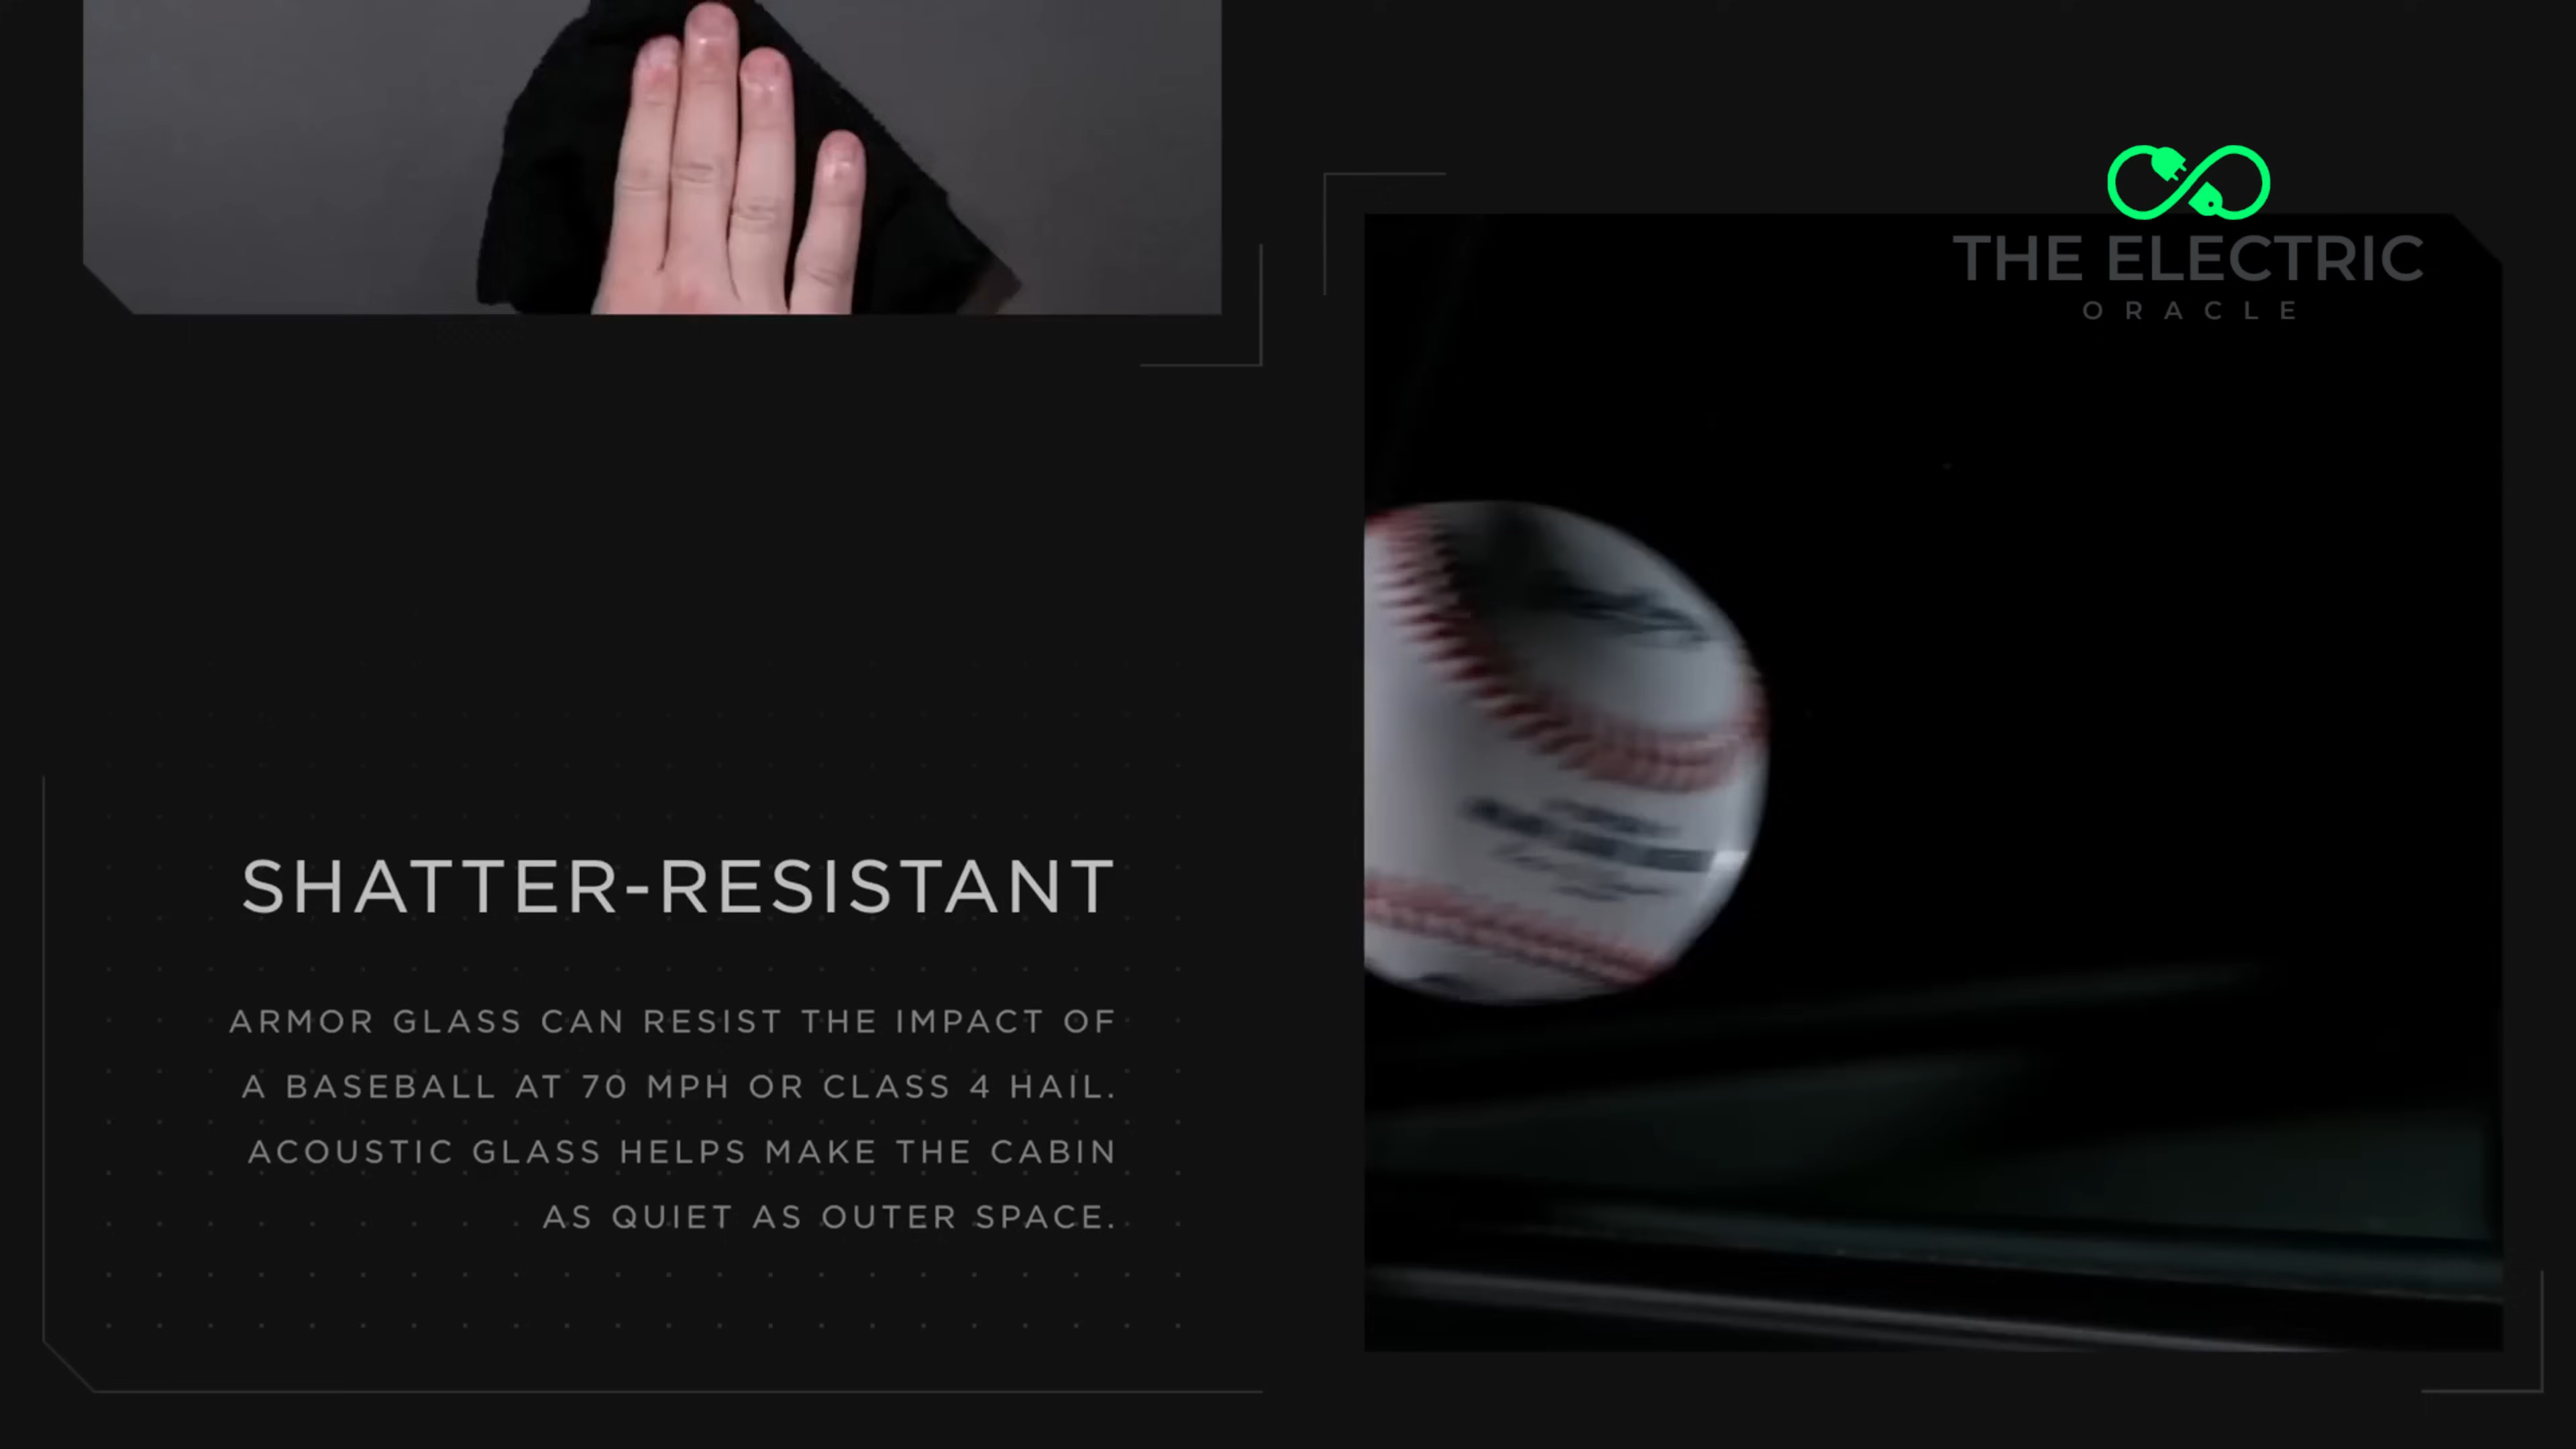 THE ELECTRIC
ORACLE
SHATTER-RESISTANT
ARMOR GLASS CAN RESIST THE IMPACT OF
A BASEBALL AT 70 MPH OR CLASS 4 HAIL.
ACOUSTIC GLASS HELPS MAKE THE CABIN
AS QUIET AS OUTER SPACE.